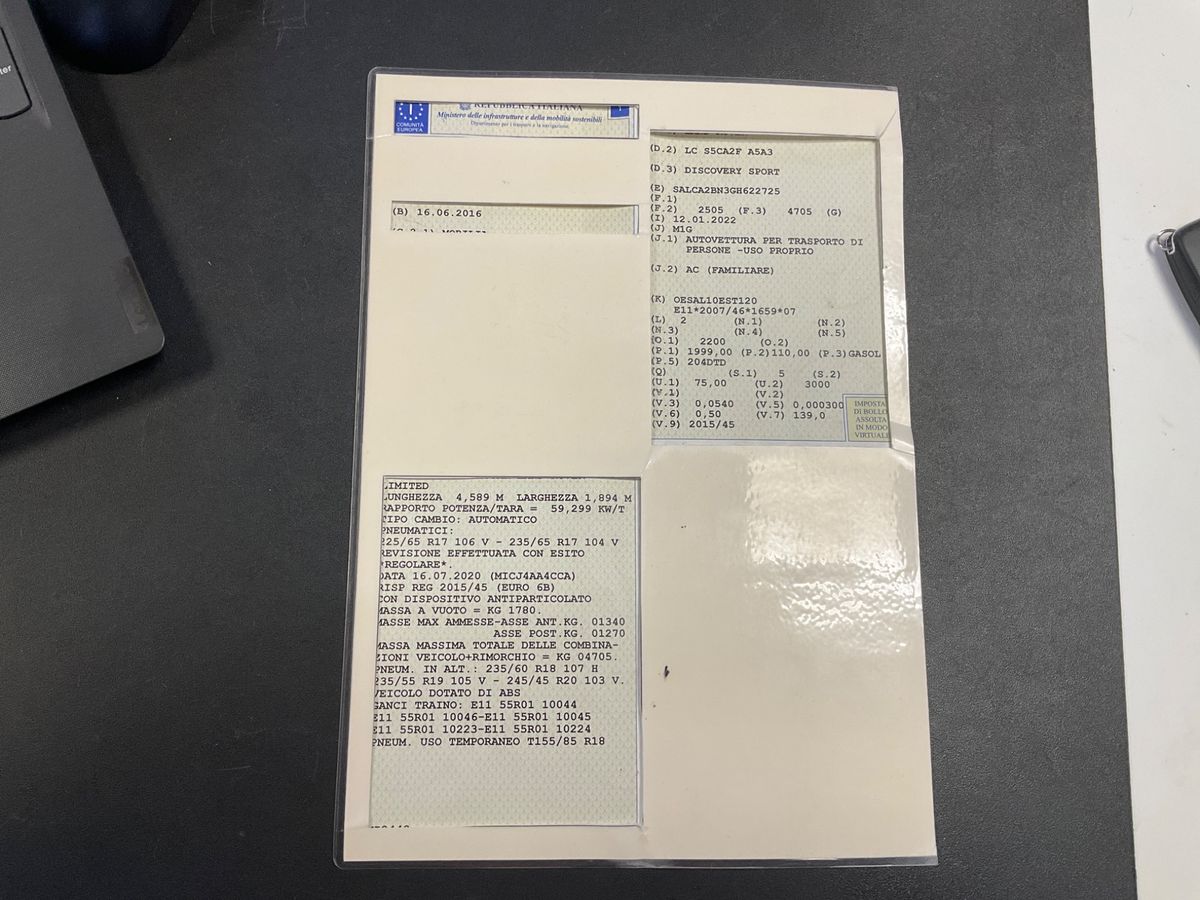 REPUBBLICA ITALIANA
Ministero delle infrastrutture e della mobilità sostenibili
Dipartimento per i trasporti e la navigazione
COMUNITÀ
EUROPEA
(B) 16.06.2016
(D.2) LC S5CA2F A5A3
(D.3) DISCOVERY SPORT
(E) SALCA2BN3GH622725
(F.1)
(F.2) 2505 (F.3) 4705 (G)
(I) 12.01.2022
(J) M1G
(J.1) AUTOVETTURA PER TRASPORTO DI
PERSONE -USO PROPRIO
(J.2) AC (FAMILIARE)
(K) OESAL10EST120
E11*2007/46*1659*07
(L) 2 (N.1) (N.2)
(N.3) (N.4) (N.5)
(O.1) 2200 (O.2)
(P.1) 1999,00 (P.2)110,00 (P.3)GASOL
(P.5) 204DTD
(Q) (S.1) 5 (S.2)
(U.1) 75,00 (U.2) 3000
(V.1) (V.2)
(V.3) 0,0540 (V.5) 0,000300
(V.6) 0,50 (V.7) 139,0
(V.9) 2015/45
IMPOSTA
DI BOLLO
ASSOLTA
IN MODO
VIRTUALE
LIMITED
LUNGHEZZA 4,589 M LARGHEZZA 1,894 M
RAPPORTO POTENZA/TARA = 59,299 KW/T
TIPO CAMBIO: AUTOMATICO
PNEUMATICI:
225/65 R17 106 V - 235/65 R17 104 V
REVISIONE EFFETTUATA CON ESITO
*REGOLARE*.
DATA 16.07.2020 (MICJ4AA4CCA)
RISP REG 2015/45 (EURO 6B)
CON DISPOSITIVO ANTIPARTICOLATO
MASSA A VUOTO = KG 1780.
MASSE MAX AMMESSE-ASSE ANT.KG. 01340
ASSE POST.KG. 01270
MASSA MASSIMA TOTALE DELLE COMBINA-
ZIONI VEICOLO+RIMORCHIO = KG 04705.
PNEUM. IN ALT.: 235/60 R18 107 H
235/55 R19 105 V - 245/45 R20 103 V.
VEICOLO DOTATO DI ABS
GANCI TRAINO: E11 55R01 10044
E11 55R01 10046-E11 55R01 10045
E11 55R01 10223-E11 55R01 10224
PNEUM. USO TEMPORANEO T155/85 R18